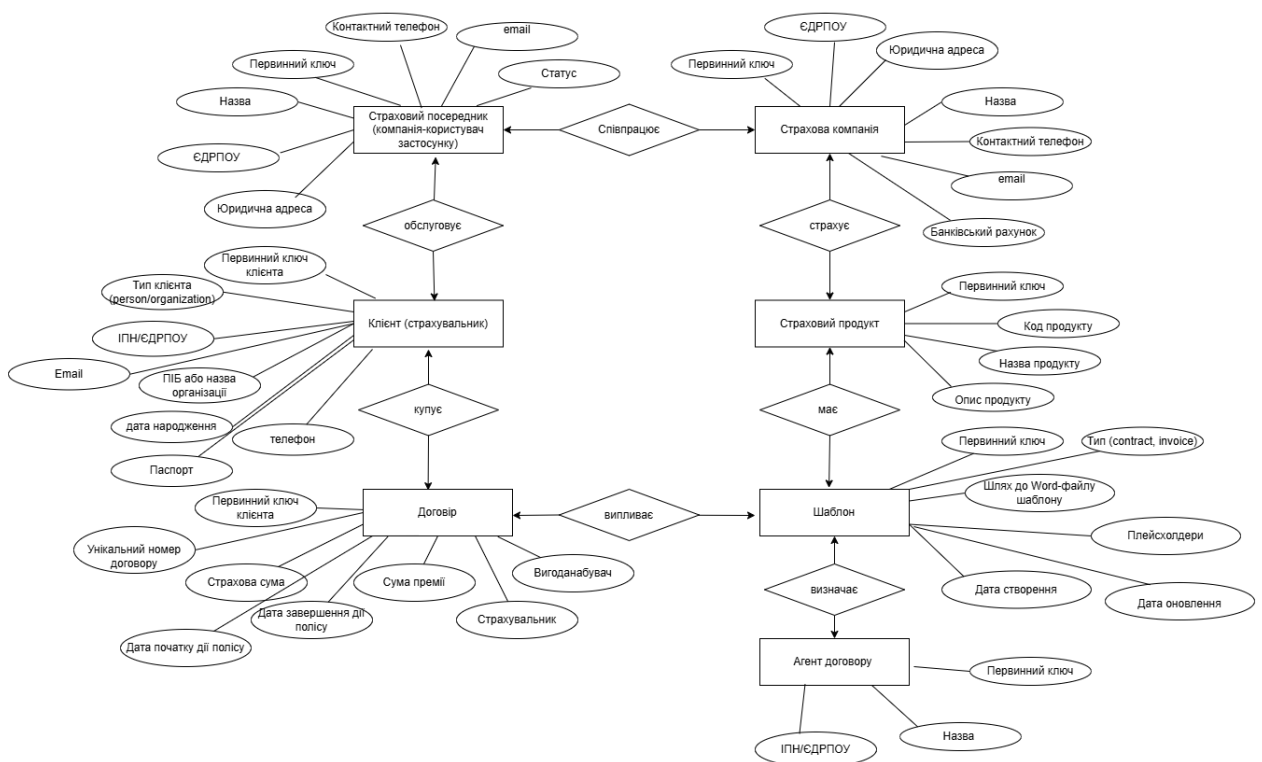 Контактний телефон
email
ЄДРПОУ
Первинний ключ
Статус
Первинний ключ
Юридична адреса
Назва
Страховий посередник
(компанія-користувач
застосунку)
Співпрацює
Страхова компанія
Назва
ЄДРПОУ
Контактний телефон
Юридична адреса
email
Банківський рахунок
обслуговує
страхує
Первинний ключ
клієнта
Тип клієнта
(person/organization)
Первинний ключ
ІПН/ЄДРПОУ
Клієнт (страхувальник)
Страховий продукт
Код продукту
Email
Назва продукту
ПІБ або назва
організації
Опис продукту
дата народження
телефон
купує
має
Паспорт
Первинний ключ
Тип (contract, invoice)
Шлях до Word-файлу
шаблону
Первинний ключ
клієнта
Договір
випливає
Шаблон
Унікальний номер
договору
Плейсхолдери
Страхова сума
Сума премії
Вигоданабувач
визначає
Дата створення
Дата оновлення
Дата завершення дії
полісу
Страхувальник
Дата початку дії полісу
Агент договору
Первинний ключ
ІПН/ЄДРПОУ
Назва